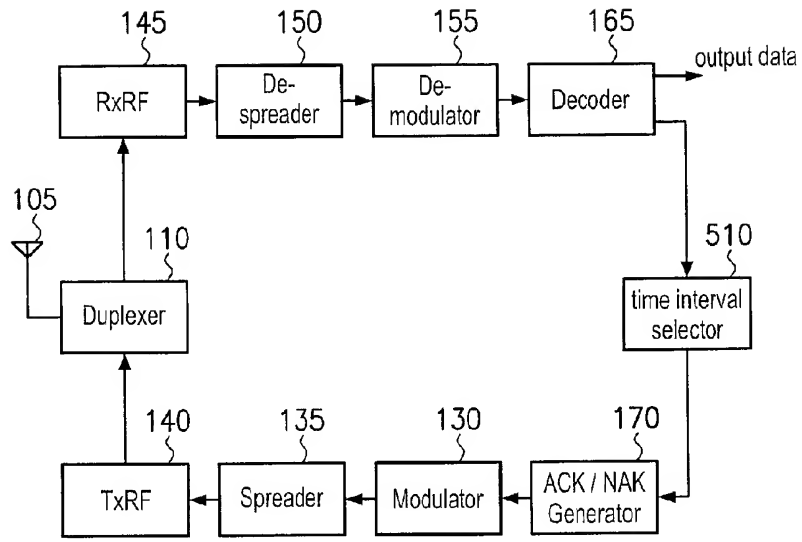 145
150
155
165
RxRF
De-
spreader
De-
modulator
Decoder
output data
105
110
510
Duplexer
time interval
selector
140
135
130
170
TxRF
Spreader
Modulator
ACK / NAK
Generator